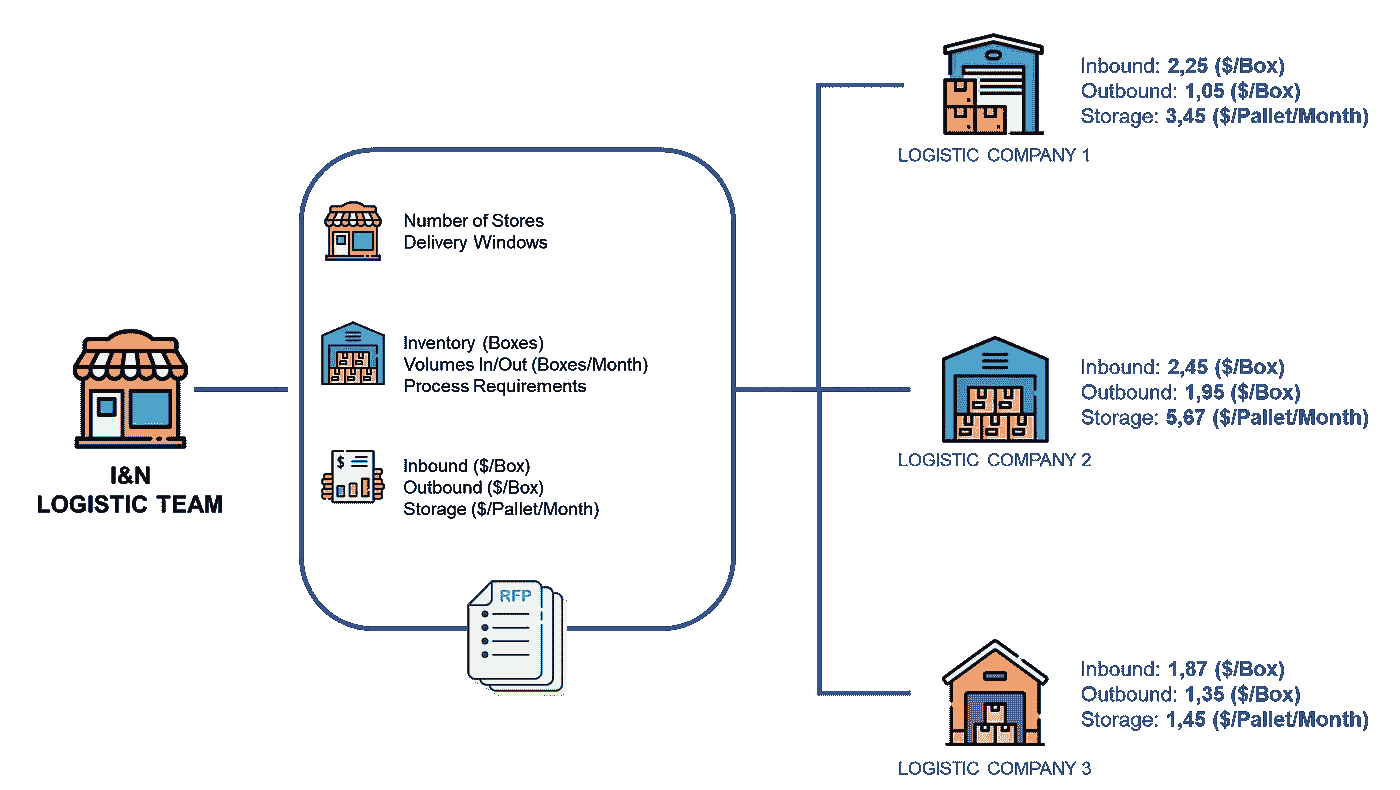 I&N
LOGISTIC TEAM
Number of Stores
Delivery Windows
Inventory (Boxes)
Volumes In/Out (Boxes/Month)
Process Requirements
$
Inbound ($/Box)
Outbound ($/Box)
Storage ($/Pallet/Month)
RFP
Inbound: 2,25 ($/Box)
Outbound: 1,05 ($/Box)
Storage: 3,45 ($/Pallet/Month)
LOGISTIC COMPANY 1
Inbound: 2,45 ($/Box)
Outbound: 1,95 ($/Box)
Storage: 5,67 ($/Pallet/Month)
LOGISTIC COMPANY 2
Inbound: 1,87 ($/Box)
Outbound: 1,35 ($/Box)
Storage: 1,45 ($/Pallet/Month)
LOGISTIC COMPANY 3